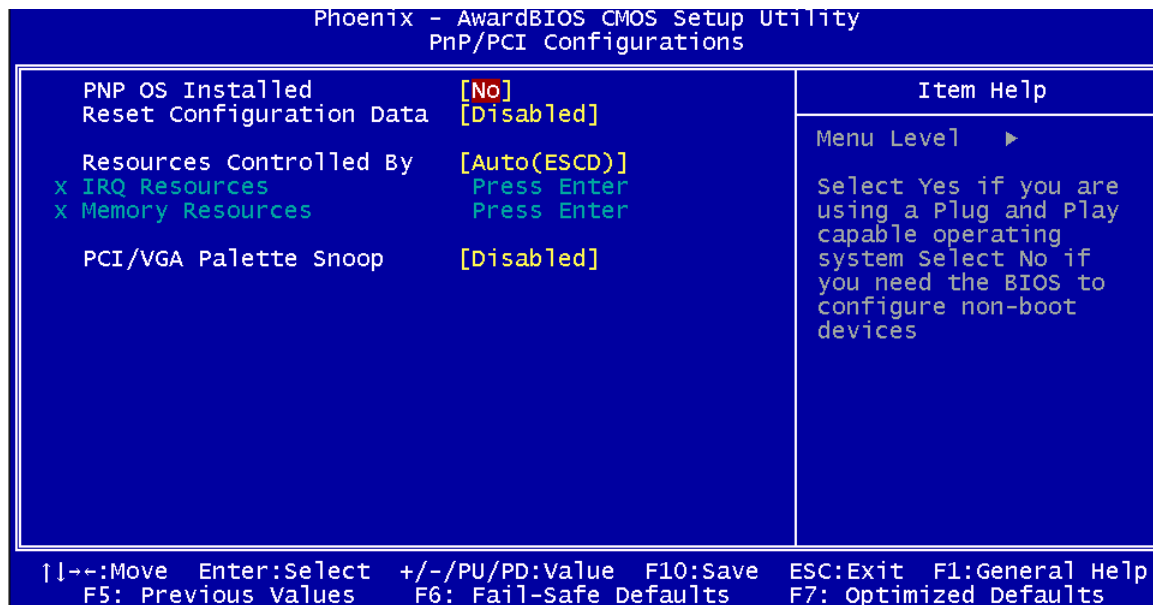 Phoenix - AwardBIOS CMOS Setup Utility
PnP/PCI Configurations
PNP OS Installed [No]
Reset Configuration Data [Disabled]
Resources Controlled By [Auto(ESCD)]
x IRQ Resources Press Enter
x Memory Resources Press Enter
PCI/VGA Palette Snoop [Disabled]
Item Help
Menu Level ▶
Select Yes if you are
using a Plug and Play
capable operating
system Select No if
you need the BIOS to
configure non-boot
devices
↑↓→←:Move Enter:Select +/-/PU/PD:Value F10:Save ESC:Exit F1:General Help
F5: Previous Values F6: Fail-Safe Defaults F7: Optimized Defaults